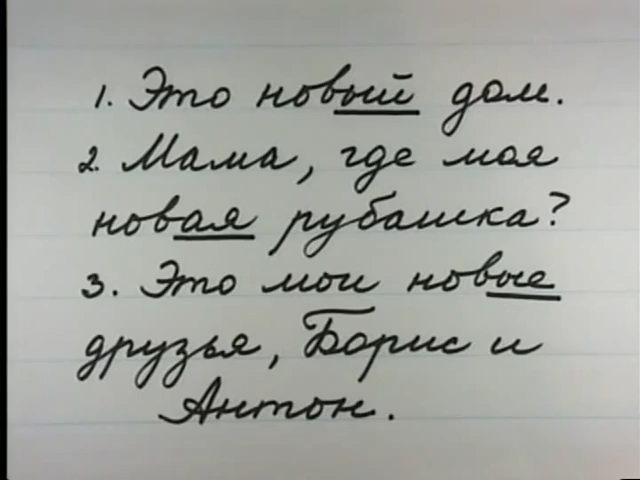 1. Это новый дом.
2. Мама, где моя
новая рубашка?
3. Это мои новые
друзья, Борис и
Антон.